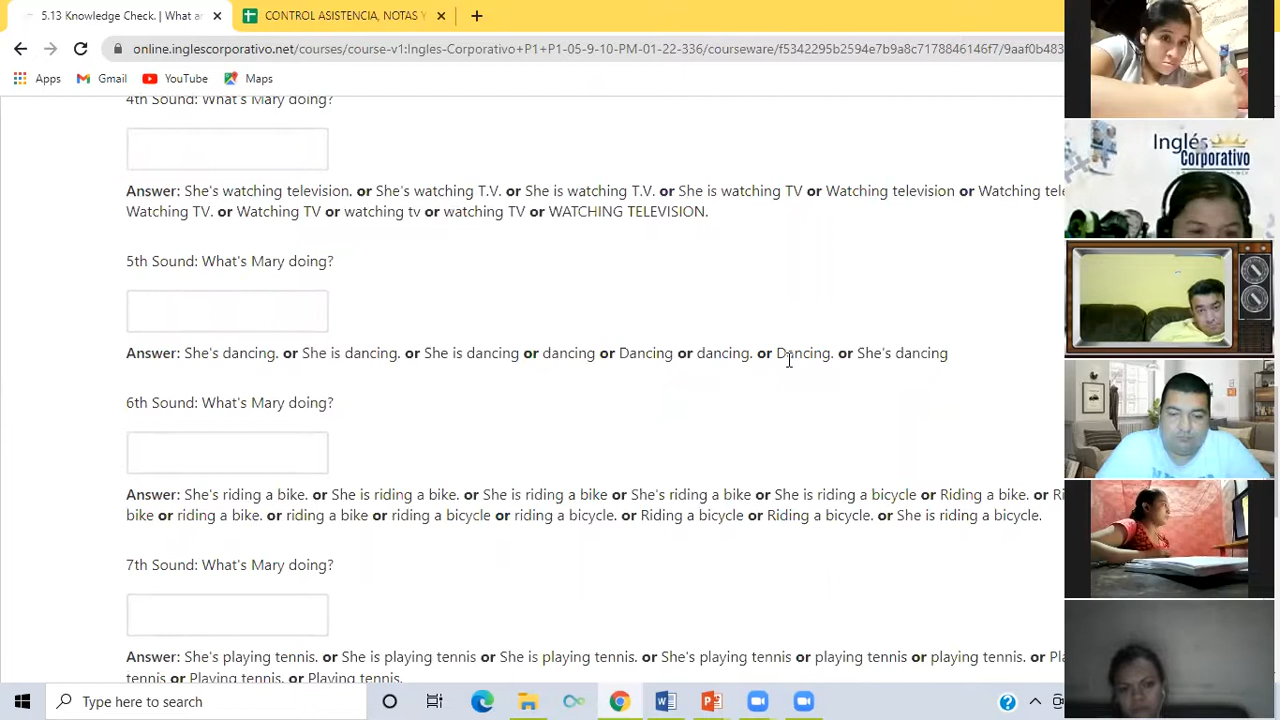 5.13 Knowledge Check. | What a
CONTROL ASISTENCIA, NOTAS Y
online.inglescorporativo.net/courses/course-v1:Ingles-Corporativo+P1+P1-05-9-10-PM-01-22-336/courseware/f5342295b2594e7b9a8c7178846146f7/9aaf0b483
Apps Gmail YouTube Maps
4th Sound: What's Mary doing?
Answer: She's watching television. or She's watching T.V. or She is watching T.V. or She is watching TV or Watching television or Watching tele
Watching TV. or Watching TV or watching tv or watching TV or WATCHING TELEVISION.
5th Sound: What's Mary doing?
Answer: She's dancing. or She is dancing. or She is dancing or dancing or Dancing or dancing. or Dancing. or She's dancing
6th Sound: What's Mary doing?
Answer: She's riding a bike. or She is riding a bike. or She is riding a bike or She's riding a bike or She is riding a bicycle or Riding a bike. or Ri
bike or riding a bike. or riding a bike or riding a bicycle or riding a bicycle. or Riding a bicycle or Riding a bicycle. or She is riding a bicycle.
7th Sound: What's Mary doing?
Answer: She's playing tennis. or She is playing tennis or She is playing tennis. or She's playing tennis or playing tennis or playing tennis. or Pla
tennis or Playing tennis. or Playing tennis.
Type here to search
Inglés
Corporativo